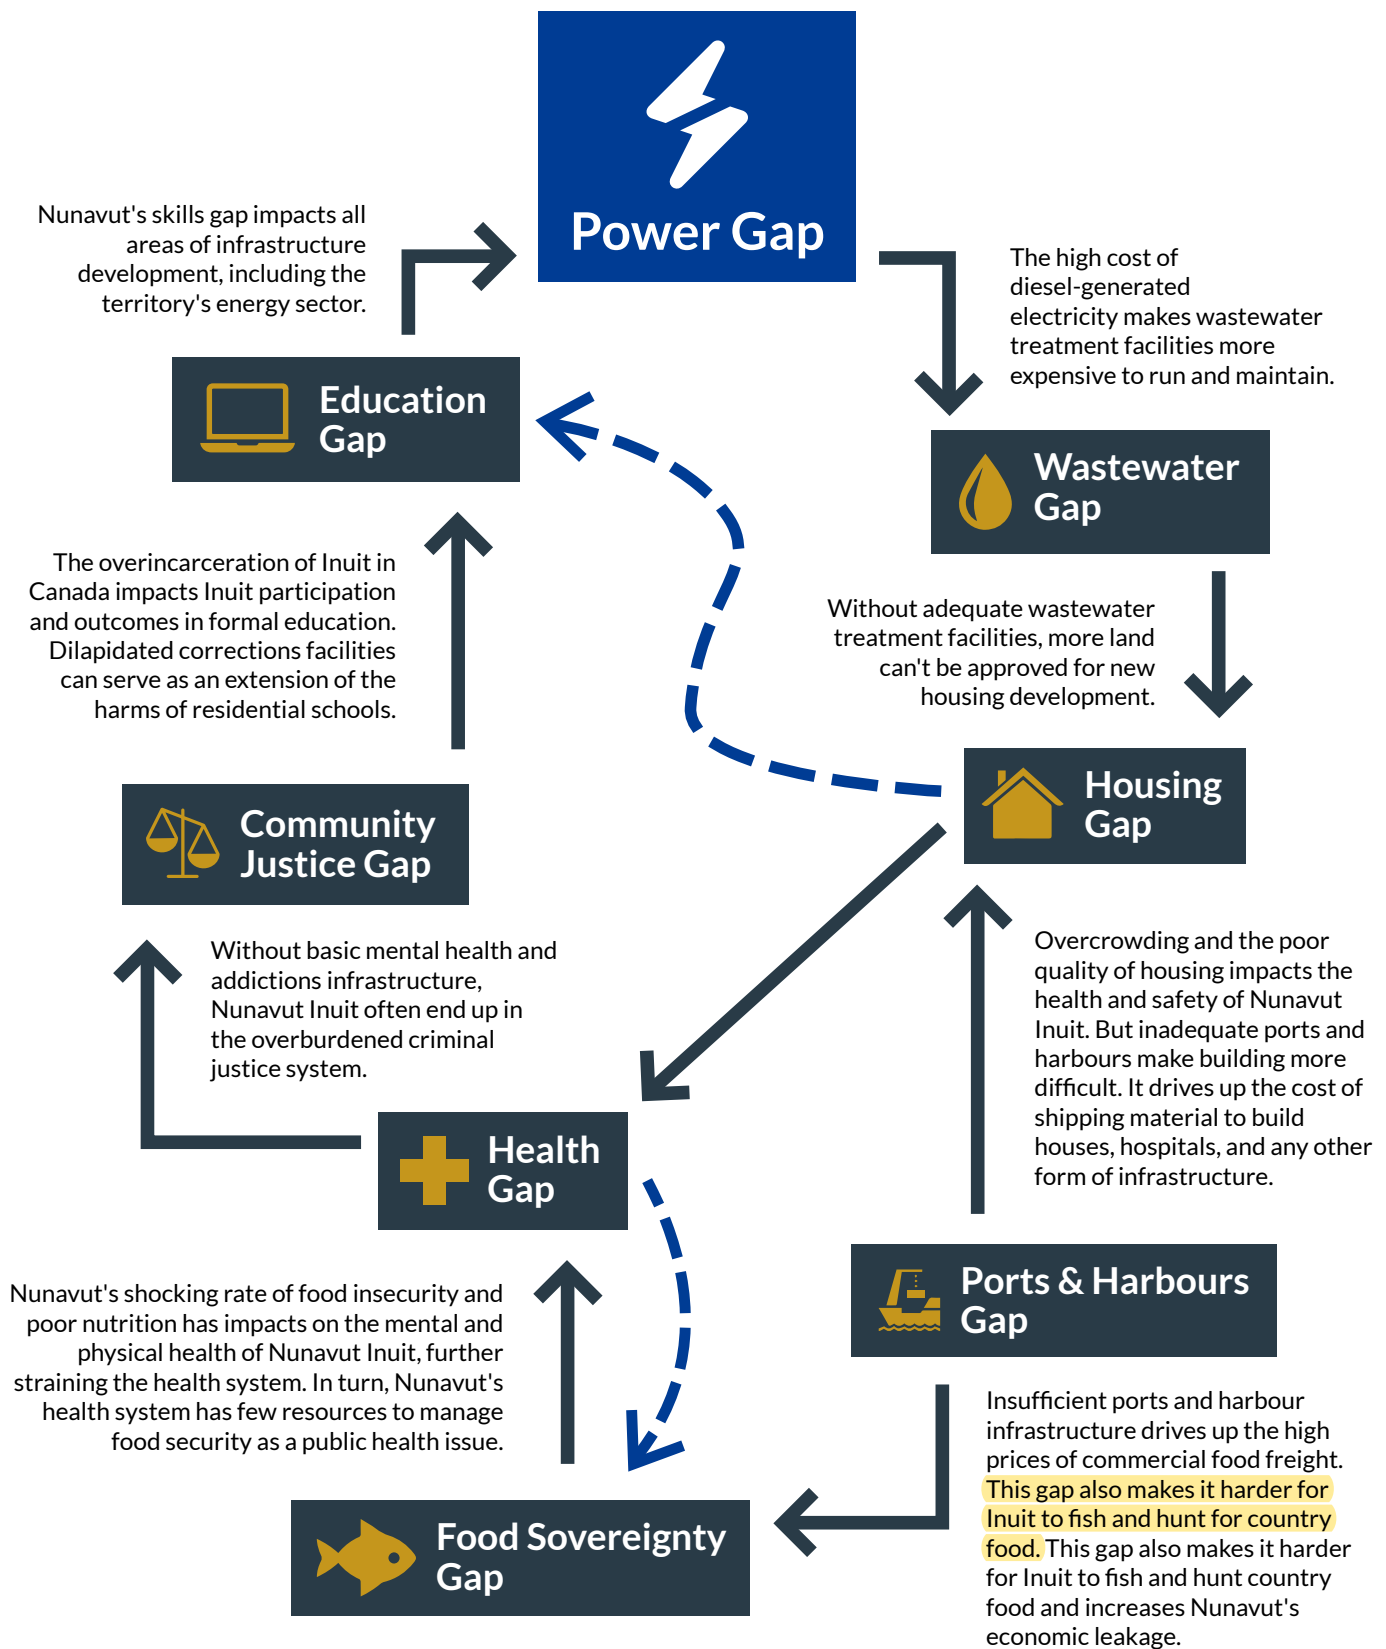 Power Gap
Nunavut's skills gap impacts all
areas of infrastructure
development, including the
territory's energy sector.
The high cost of
diesel-generated
electricity makes wastewater
treatment facilities more
expensive to run and maintain.
Education
Gap
Wastewater
Gap
The overincarceration of Inuit in
Canada impacts Inuit participation
and outcomes in formal education.
Dilapidated corrections facilities
can serve as an extension of the
harms of residential schools.
Without adequate wastewater
treatment facilities, more land
can't be approved for new
housing development.
Housing
Gap
Community
Justice Gap
Without basic mental health and
addictions infrastructure,
Nunavut Inuit often end up in
the overburdened criminal
justice system.
Overcrowding and the poor
quality of housing impacts the
health and safety of Nunavut
Inuit. But inadequate ports and
harbours make building more
difficult. It drives up the cost of
shipping material to build
houses, hospitals, and any other
form of infrastructure.
Health
Gap
Ports & Harbours
Gap
Nunavut's shocking rate of food insecurity and
poor nutrition has impacts on the mental and
physical health of Nunavut Inuit, further
straining the health system. In turn, Nunavut's
health system has few resources to manage
food security as a public health issue.
Insufficient ports and harbour
infrastructure drives up the high
prices of commercial food freight.
This gap also makes it harder for
Inuit to fish and hunt for country
food. This gap also makes it harder
for Inuit to fish and hunt country
food and increases Nunavut's
economic leakage.
Food Sovereignty
Gap